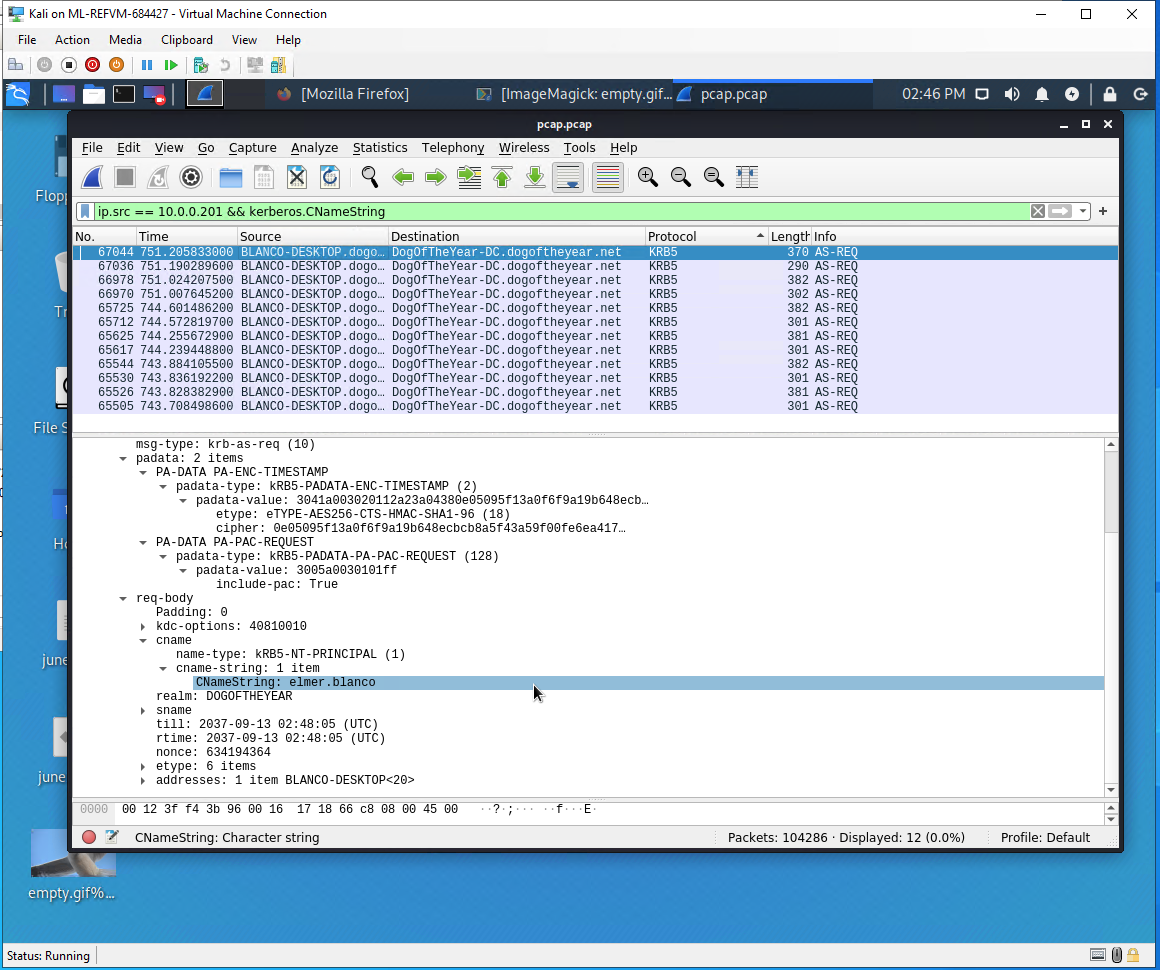 Kali on ML-REFVM-684427 - Virtual Machine Connection
File Action Media Clipboard View Help
[Mozilla Firefox] [ImageMagick: empty.gif... pcap.pcap 02:46 PM
pcap.pcap
File Edit View Go Capture Analyze Statistics Telephony Wireless Tools Help
ip.src == 10.0.0.201 && kerberos.CNameString
No. Time Source Destination Protocol Length Info
67044 751.205833000 BLANCO-DESKTOP.dogo… DogOfTheYear-DC.dogoftheyear.net KRB5 370 AS-REQ
67036 751.190289600 BLANCO-DESKTOP.dogo… DogOfTheYear-DC.dogoftheyear.net KRB5 290 AS-REQ
66978 751.024207500 BLANCO-DESKTOP.dogo… DogOfTheYear-DC.dogoftheyear.net KRB5 382 AS-REQ
66970 751.007645200 BLANCO-DESKTOP.dogo… DogOfTheYear-DC.dogoftheyear.net KRB5 302 AS-REQ
65725 744.601486200 BLANCO-DESKTOP.dogo… DogOfTheYear-DC.dogoftheyear.net KRB5 382 AS-REQ
65712 744.572819700 BLANCO-DESKTOP.dogo… DogOfTheYear-DC.dogoftheyear.net KRB5 301 AS-REQ
65625 744.255672900 BLANCO-DESKTOP.dogo… DogOfTheYear-DC.dogoftheyear.net KRB5 381 AS-REQ
65617 744.239448800 BLANCO-DESKTOP.dogo… DogOfTheYear-DC.dogoftheyear.net KRB5 301 AS-REQ
65544 743.884105500 BLANCO-DESKTOP.dogo… DogOfTheYear-DC.dogoftheyear.net KRB5 382 AS-REQ
65530 743.836192200 BLANCO-DESKTOP.dogo… DogOfTheYear-DC.dogoftheyear.net KRB5 301 AS-REQ
65526 743.828382900 BLANCO-DESKTOP.dogo… DogOfTheYear-DC.dogoftheyear.net KRB5 381 AS-REQ
65505 743.708498600 BLANCO-DESKTOP.dogo… DogOfTheYear-DC.dogoftheyear.net KRB5 301 AS-REQ
msg-type: krb-as-req (10)
padata: 2 items
PA-DATA PA-ENC-TIMESTAMP
padata-type: kRB5-PADATA-ENC-TIMESTAMP (2)
padata-value: 3041a003020112a23a04380e05095f13a0f6f9a19b648ecb…
etype: eTYPE-AES256-CTS-HMAC-SHA1-96 (18)
cipher: 0e05095f13a0f6f9a19b648ecbcb8a5f43a59f00fe6ea417…
PA-DATA PA-PAC-REQUEST
padata-type: kRB5-PADATA-PA-PAC-REQUEST (128)
padata-value: 3005a0030101ff
include-pac: True
req-body
Padding: 0
kdc-options: 40810010
cname
name-type: kRB5-NT-PRINCIPAL (1)
cname-string: 1 item
CNameString: elmer.blanco
realm: DOGOFTHEYEAR
sname
till: 2037-09-13 02:48:05 (UTC)
rtime: 2037-09-13 02:48:05 (UTC)
nonce: 634194364
etype: 6 items
addresses: 1 item BLANCO-DESKTOP<20>
0000 00 12 3f f4 3b 96 00 16 17 18 66 c8 08 00 45 00 ··?·;··· ··f···E·
CNameString: Character string Packets: 104286 · Displayed: 12 (0.0%) Profile: Default
Flop
Tr
File S
Ho
june
june
empty.gif%...
Status: Running